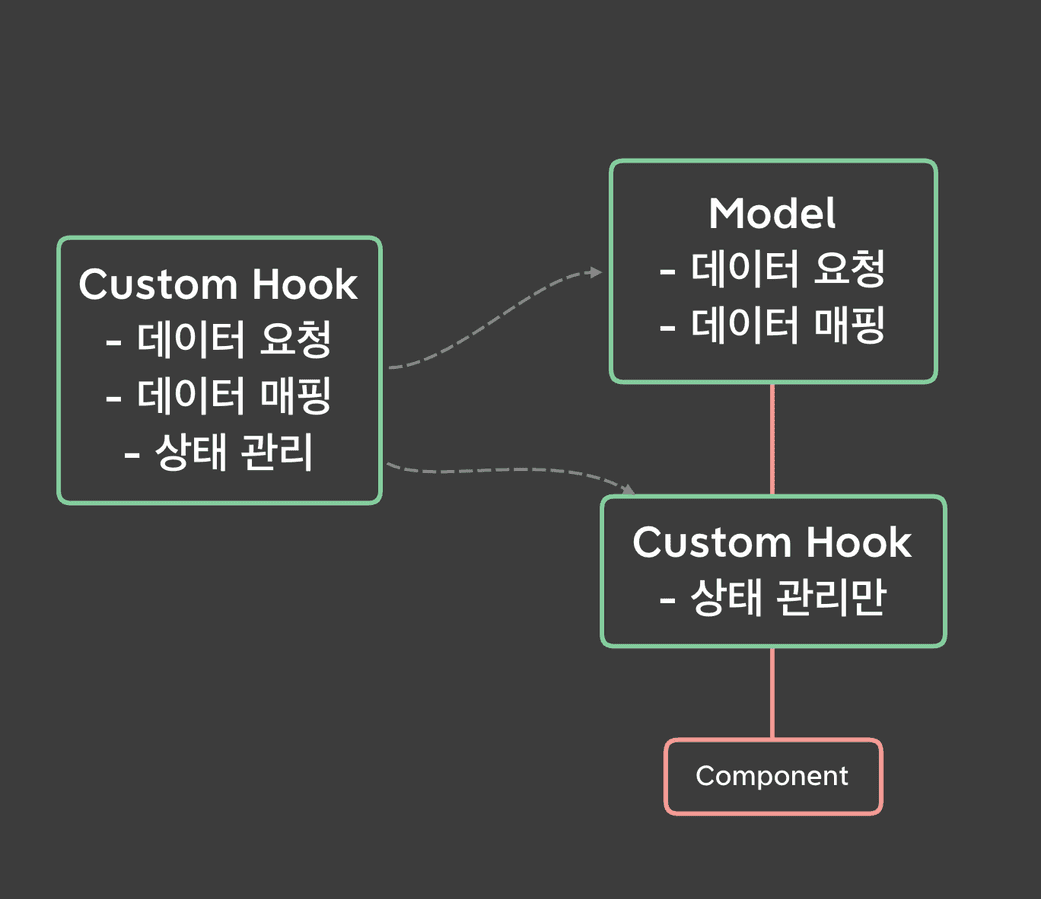 Custom Hook
- 데이터 요청
- 데이터 매핑
- 상태 관리
Model
- 데이터 요청
- 데이터 매핑
Custom Hook
- 상태 관리만
Component